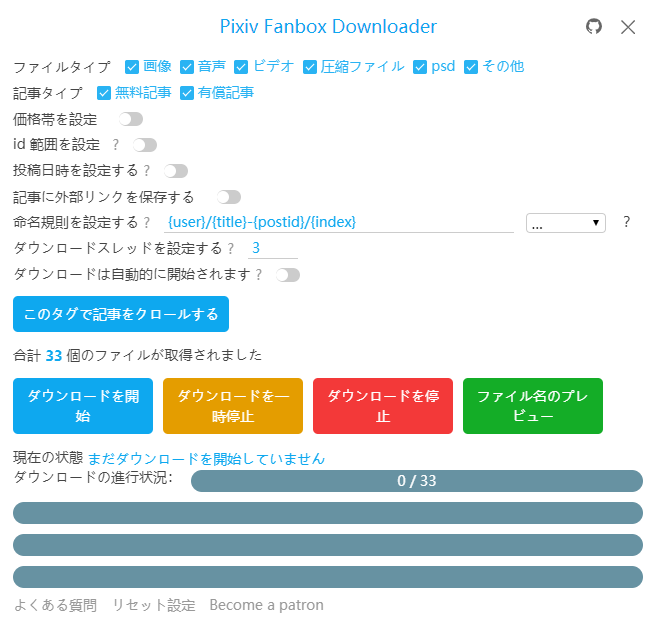 Pixiv Fanbox Downloader
ファイルタイプ 画像 音声 ビデオ 圧縮ファイル psd その他
記事タイプ 無料記事 有償記事
価格帯を設定
id 範囲を設定 ?
投稿日時を設定する ?
記事に外部リンクを保存する
命名規則を設定する ? {user}/{title}-{postid}/{index} ... ?
ダウンロードスレッドを設定する ? 3
ダウンロードは自動的に開始されます ?
このタグで記事をクロールする
合計 33 個のファイルが取得されました
ダウンロードを開
始
ダウンロードを一
時停止
ダウンロードを停
止
ファイル名のプレ
ビュー
現在の状態 まだダウンロードを開始していません
ダウンロードの進行状況: 0 / 33
よくある質問 リセット設定 Become a patron